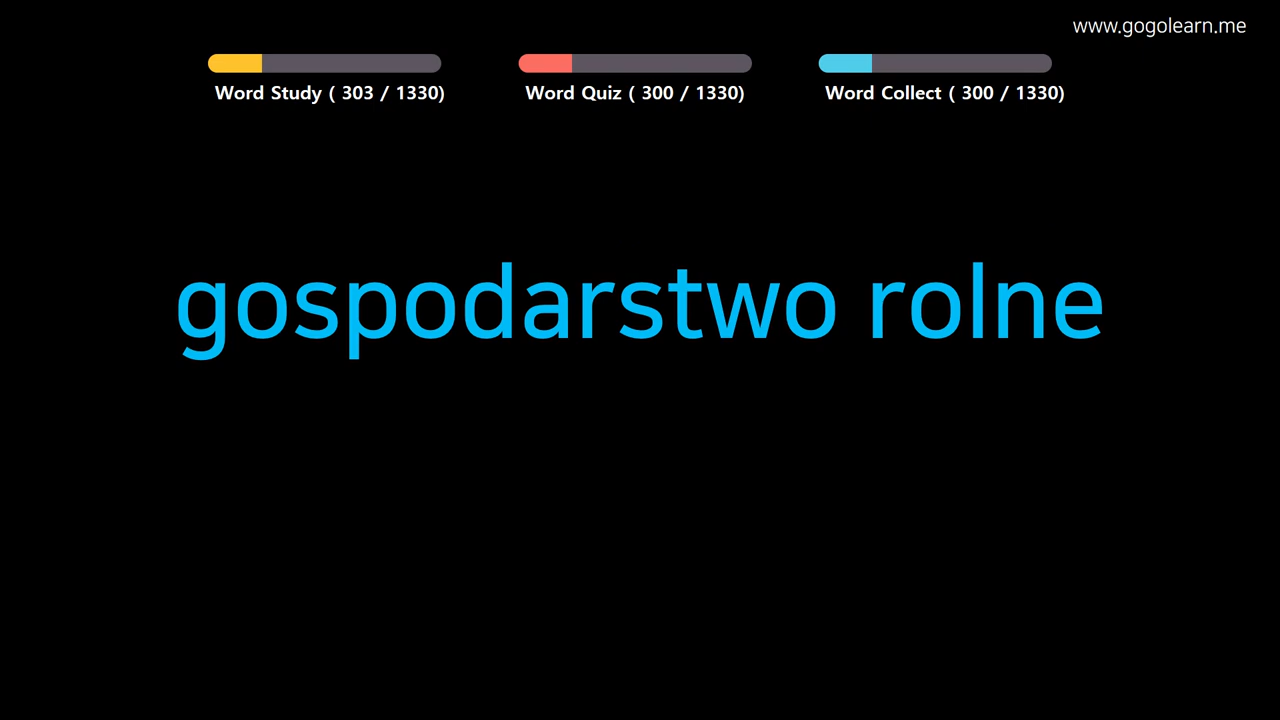 www.gogolearn.me
Word Study ( 303 / 1330)
Word Quiz ( 300 / 1330)
Word Collect ( 300 / 1330)
gospodarstwo rolne